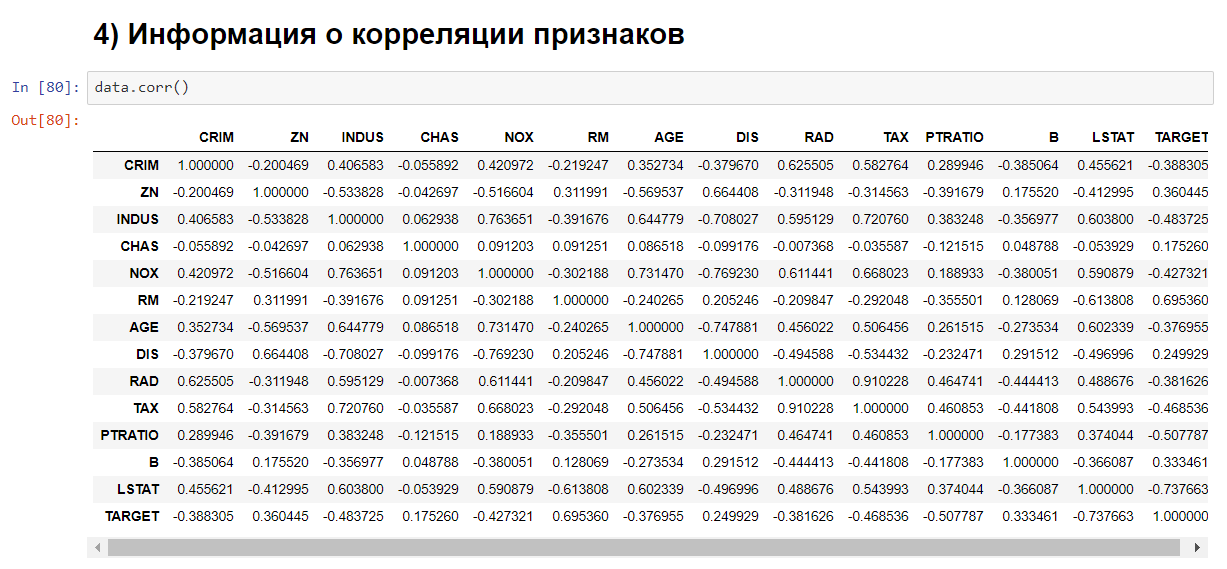 4) Информация о корреляции признаков
In [80]: data.corr()
Out[80]:
CRIM ZN INDUS CHAS NOX RM AGE DIS RAD TAX PTRATIO B LSTAT TARGET
CRIM 1.000000 -0.200469 0.406583 -0.055892 0.420972 -0.219247 0.352734 -0.379670 0.625505 0.582764 0.289946 -0.385064 0.455621 -0.388305
ZN -0.200469 1.000000 -0.533828 -0.042697 -0.516604 0.311991 -0.569537 0.664408 -0.311948 -0.314563 -0.391679 0.175520 -0.412995 0.360445
INDUS 0.406583 -0.533828 1.000000 0.062938 0.763651 -0.391676 0.644779 -0.708027 0.595129 0.720760 0.383248 -0.356977 0.603800 -0.483725
CHAS -0.055892 -0.042697 0.062938 1.000000 0.091203 0.091251 0.086518 -0.099176 -0.007368 -0.035587 -0.121515 0.048788 -0.053929 0.175260
NOX 0.420972 -0.516604 0.763651 0.091203 1.000000 -0.302188 0.731470 -0.769230 0.611441 0.668023 0.188933 -0.380051 0.590879 -0.427321
RM -0.219247 0.311991 -0.391676 0.091251 -0.302188 1.000000 -0.240265 0.205246 -0.209847 -0.292048 -0.355501 0.128069 -0.613808 0.695360
AGE 0.352734 -0.569537 0.644779 0.086518 0.731470 -0.240265 1.000000 -0.747881 0.456022 0.506456 0.261515 -0.273534 0.602339 -0.376955
DIS -0.379670 0.664408 -0.708027 -0.099176 -0.769230 0.205246 -0.747881 1.000000 -0.494588 -0.534432 -0.232471 0.291512 -0.496996 0.249929
RAD 0.625505 -0.311948 0.595129 -0.007368 0.611441 -0.209847 0.456022 -0.494588 1.000000 0.910228 0.464741 -0.444413 0.488676 -0.381626
TAX 0.582764 -0.314563 0.720760 -0.035587 0.668023 -0.292048 0.506456 -0.534432 0.910228 1.000000 0.460853 -0.441808 0.543993 -0.468536
PTRATIO 0.289946 -0.391679 0.383248 -0.121515 0.188933 -0.355501 0.261515 -0.232471 0.464741 0.460853 1.000000 -0.177383 0.374044 -0.507787
B -0.385064 0.175520 -0.356977 0.048788 -0.380051 0.128069 -0.273534 0.291512 -0.444413 -0.441808 -0.177383 1.000000 -0.366087 0.333461
LSTAT 0.455621 -0.412995 0.603800 -0.053929 0.590879 -0.613808 0.602339 -0.496996 0.488676 0.543993 0.374044 -0.366087 1.000000 -0.737663
TARGET -0.388305 0.360445 -0.483725 0.175260 -0.427321 0.695360 -0.376955 0.249929 -0.381626 -0.468536 -0.507787 0.333461 -0.737663 1.000000